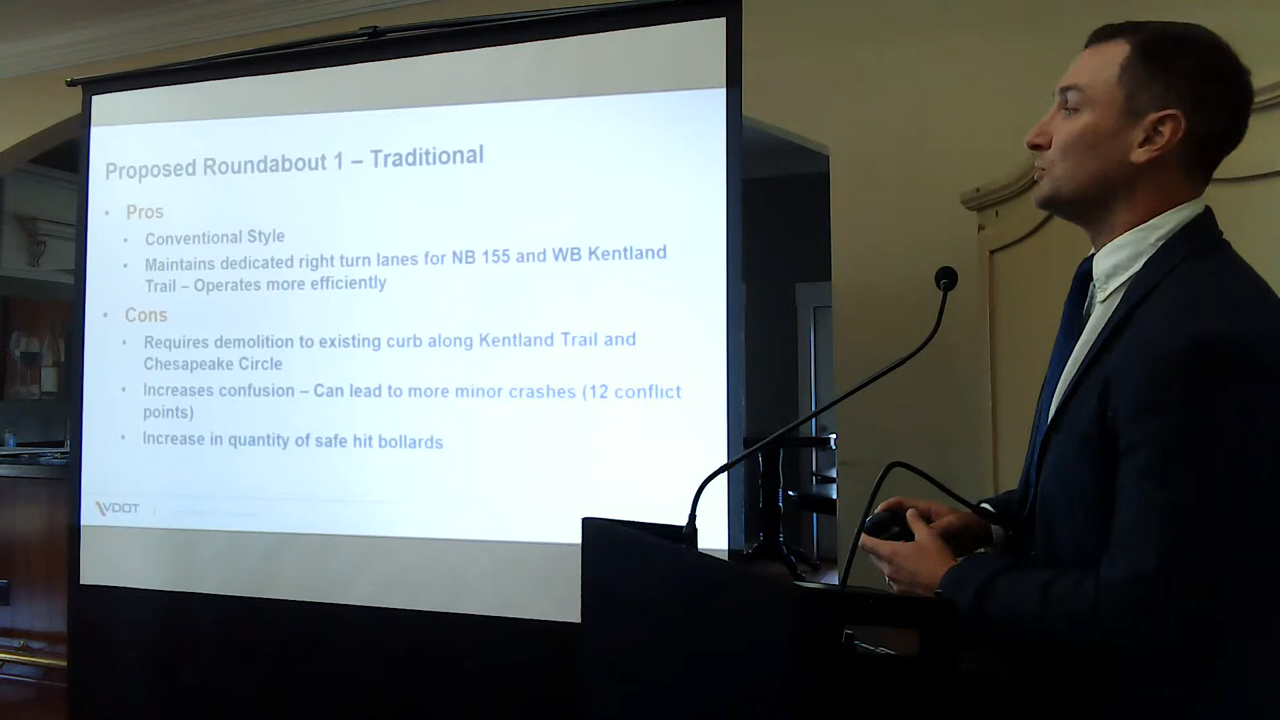 Proposed Roundabout 1 – Traditional
• Pros
• Conventional Style
• Maintains dedicated right turn lanes for NB 155 and WB Kentland
Trail – Operates more efficiently
• Cons
• Requires demolition to existing curb along Kentland Trail and
Chesapeake Circle
• Increases confusion – Can lead to more minor crashes (12 conflict
points)
• Increase in quantity of safe hit bollards
VDOT